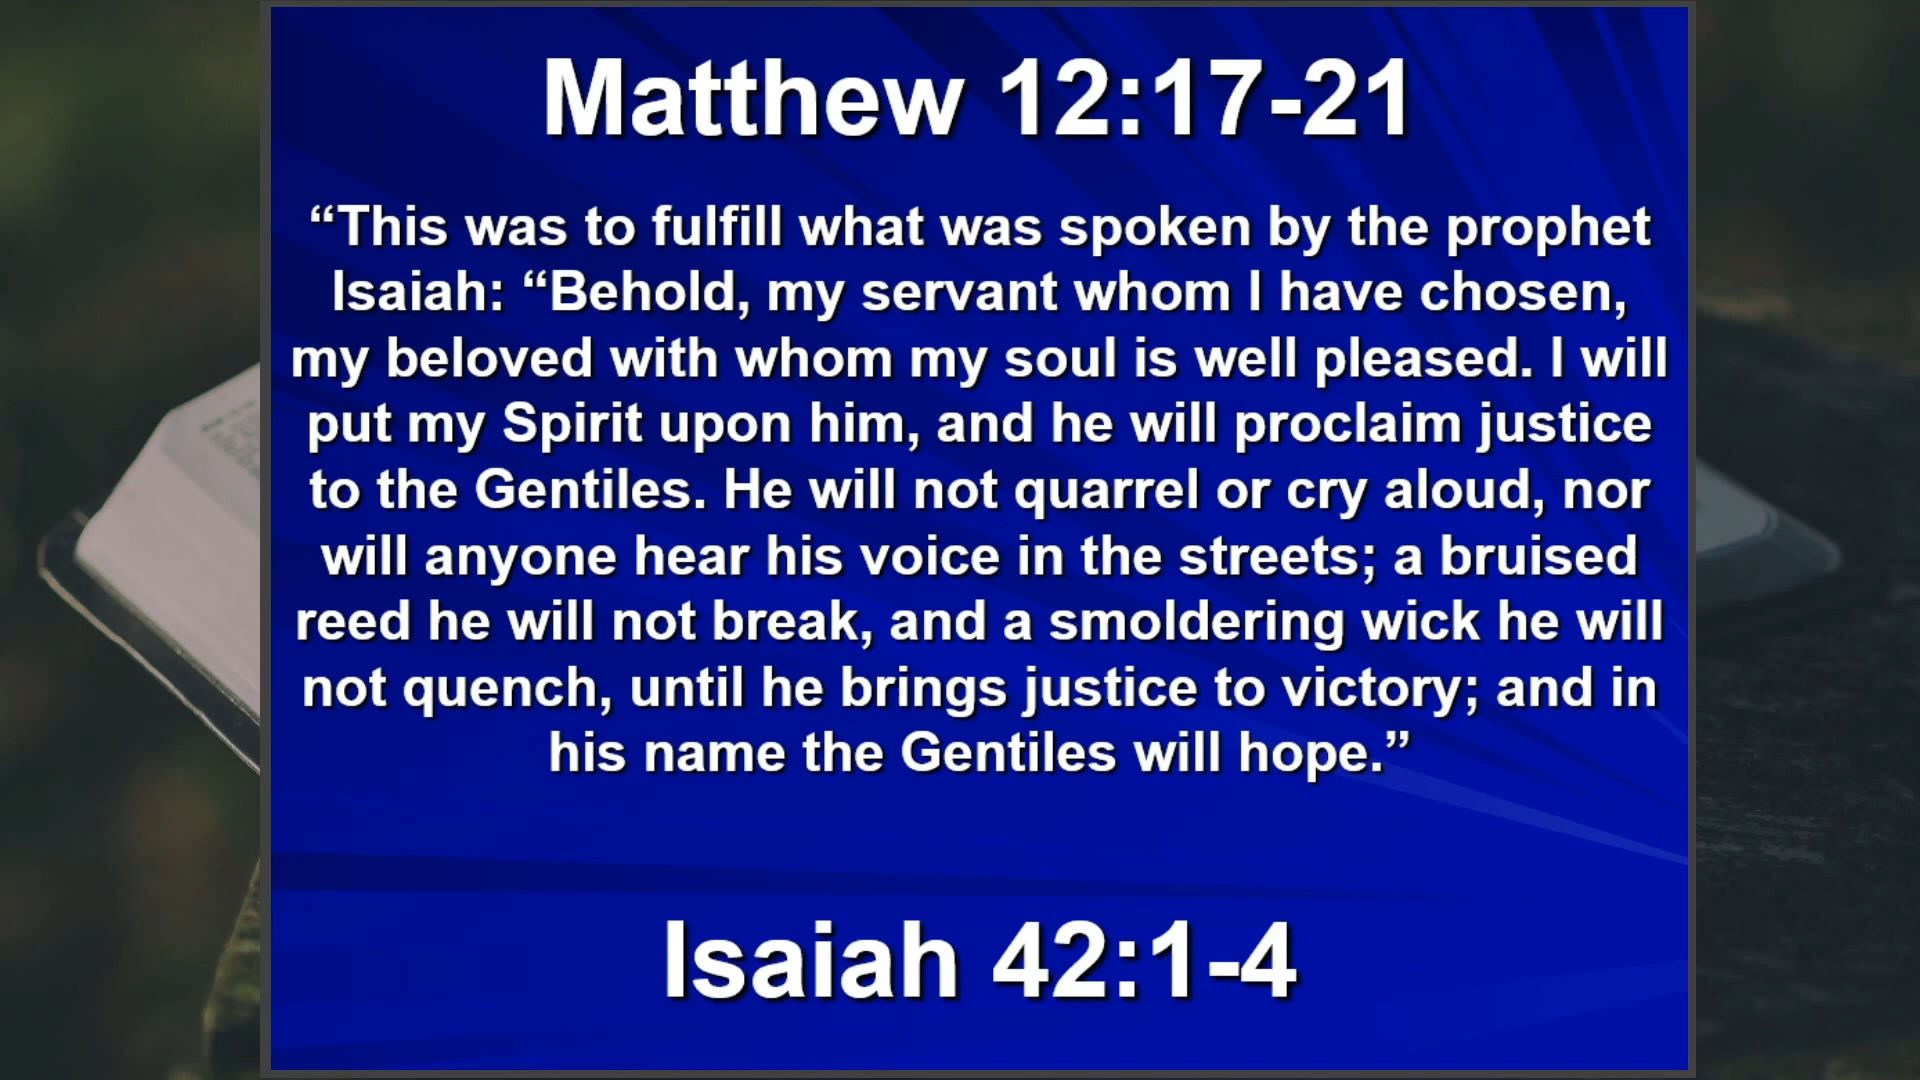 Matthew 12:17-21
“This was to fulfill what was spoken by the prophet
Isaiah: “Behold, my servant whom I have chosen,
my beloved with whom my soul is well pleased. I will
put my Spirit upon him, and he will proclaim justice
to the Gentiles. He will not quarrel or cry aloud, nor
will anyone hear his voice in the streets; a bruised
reed he will not break, and a smoldering wick he will
not quench, until he brings justice to victory; and in
his name the Gentiles will hope.”
Isaiah 42:1-4